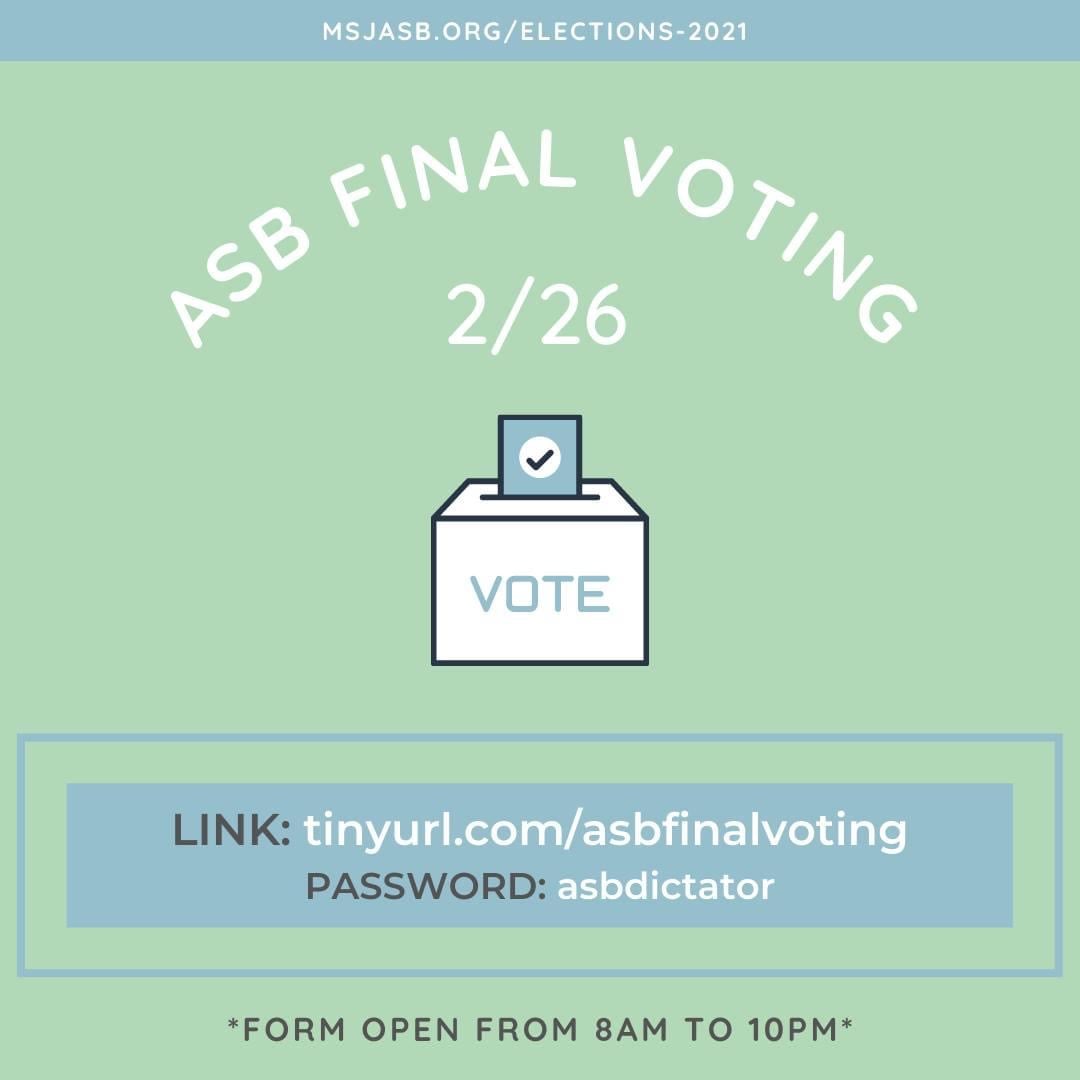 MSJASB.ORG/ELECTIONS-2021
ASB FINAL VOTING
2/26
VOTE
LINK: tinyurl.com/asbfinalvoting
PASSWORD: asbdictator
*FORM OPEN FROM 8AM TO 10PM*